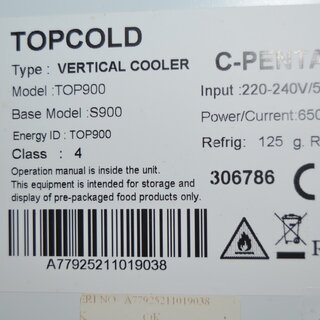 TOPCOLD
Type : VERTICAL COOLER
Model :TOP900
Base Model :S900
Energy ID : TOP900
Class : 4
Operation manual is inside the unit.
This equipment is intended for storage and
display of pre-packaged food products only.
A77925211019038
C-PENTA
Input :220-240V/5
Power/Current:650
Refrig: 125 g. R
306786
A77925211019038
OK